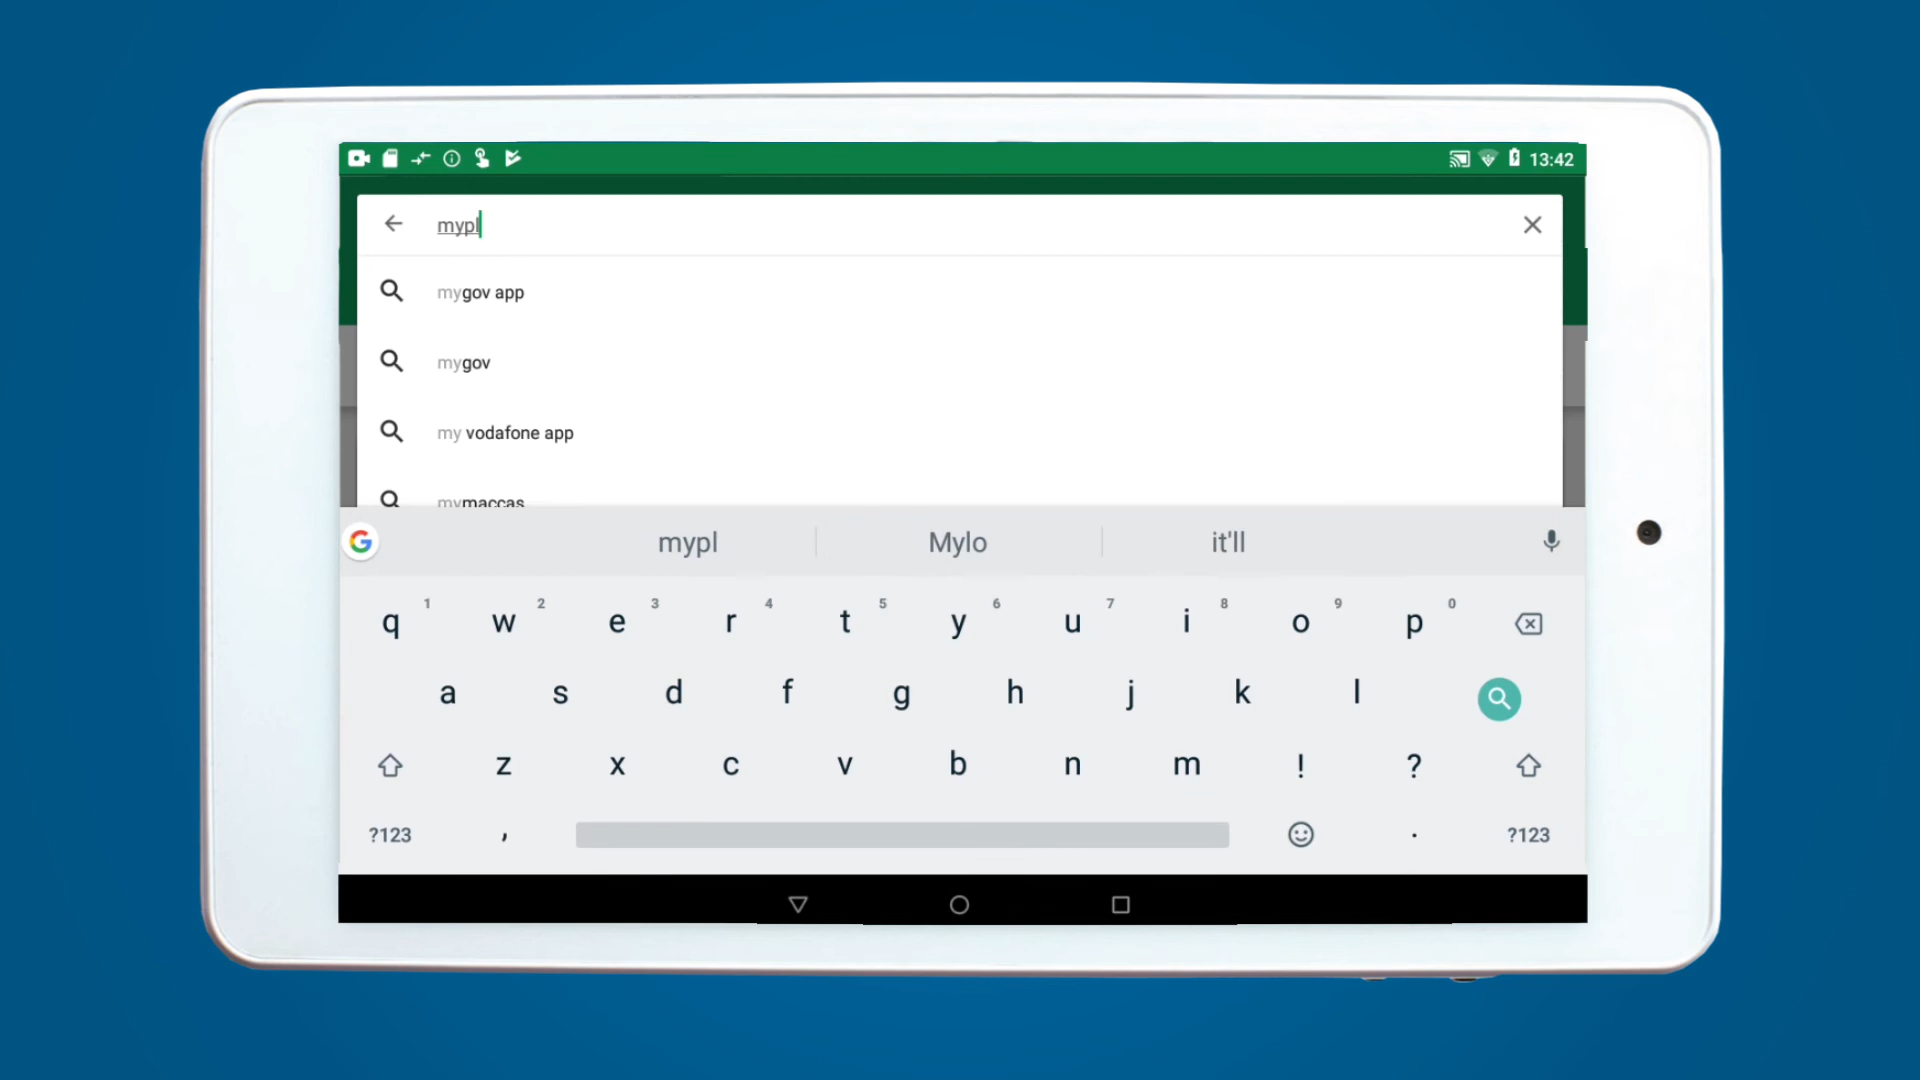 13:42
mypl
mygov app
mygov
my vodafone app
mymaccas
G mypl Mylo it'll
1 2 3 4 5 6 7 8 9 0
q w e r t y u i o p
a s d f g h j k l
z x c v b n m ! ?
?123 , . ?123